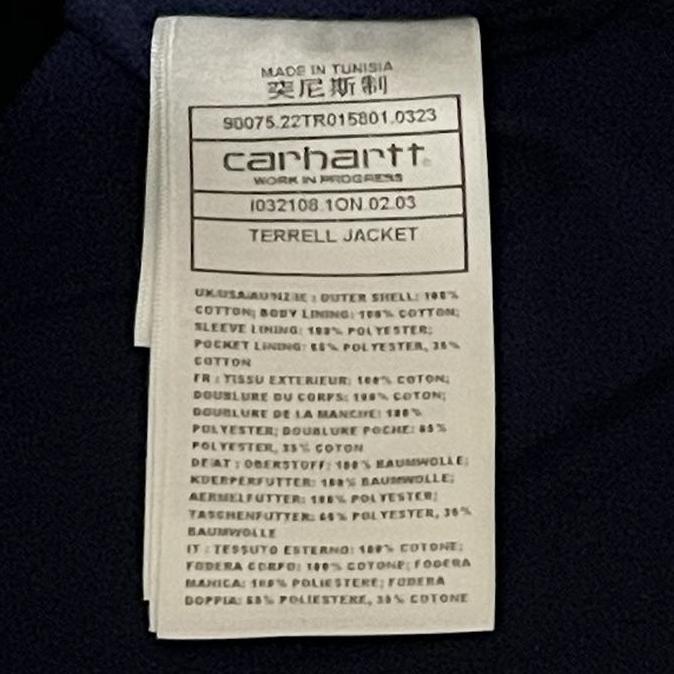 MADE IN TUNISIA
突尼斯制
90075.22TR015801.0323
carhartt®
WORK IN PROGRESS
I032108.1ON.02.03
TERRELL JACKET
UK/USA/AU/NZ/IE : OUTER SHELL: 100%
COTTON; BODY LINING: 100% COTTON;
SLEEVE LINING: 100% POLYESTER;
POCKET LINING: 65% POLYESTER, 35%
COTTON
FR : TISSU EXTERIEUR: 100% COTON;
DOUBLURE DU CORPS: 100% COTON;
DOUBLURE DE LA MANCHE: 100%
POLYESTER; DOUBLURE POCHE: 65%
POLYESTER, 35% COTON
DE/AT : OBERSTOFF: 100% BAUMWOLLE;
KOERPERFUTTER: 100% BAUMWOLLE;
AERMELFUTTER: 100% POLYESTER;
TASCHENFUTTER: 65% POLYESTER, 35%
BAUMWOLLE
IT : TESSUTO ESTERNO: 100% COTONE;
FODERA CORPO: 100% COTONE; FODERA
MANICA: 100% POLIESTERE; FODERA
DOPPIA: 65% POLIESTERE, 35% COTONE